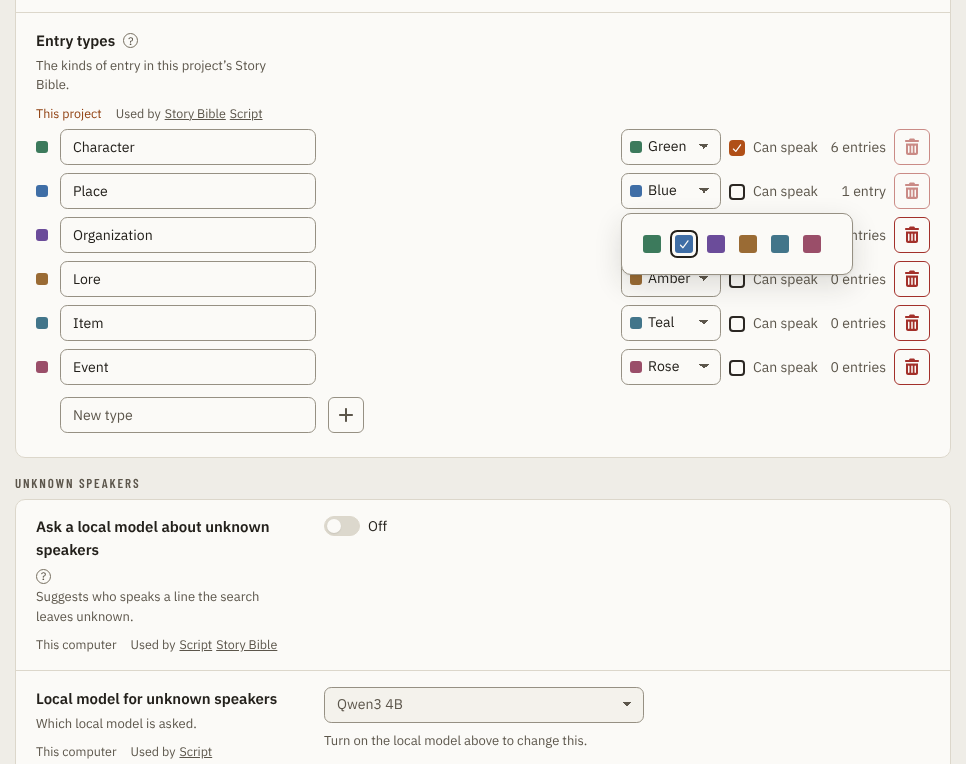 Entry types ?
The kinds of entry in this project's Story
Bible.
This project Used by Story Bible Script
Character Green Can speak 6 entries
Place Blue Can speak 1 entry
Organization
Lore Amber Can speak 0 entries
Item Teal Can speak 0 entries
Event Rose Can speak 0 entries
New type +
UNKNOWN SPEAKERS
Ask a local model about unknown Off
speakers
?
Suggests who speaks a line the search
leaves unknown.
This computer Used by Script Story Bible
Local model for unknown speakers Qwen3 4B
Which local model is asked.
Turn on the local model above to change this.
This computer Used by Script